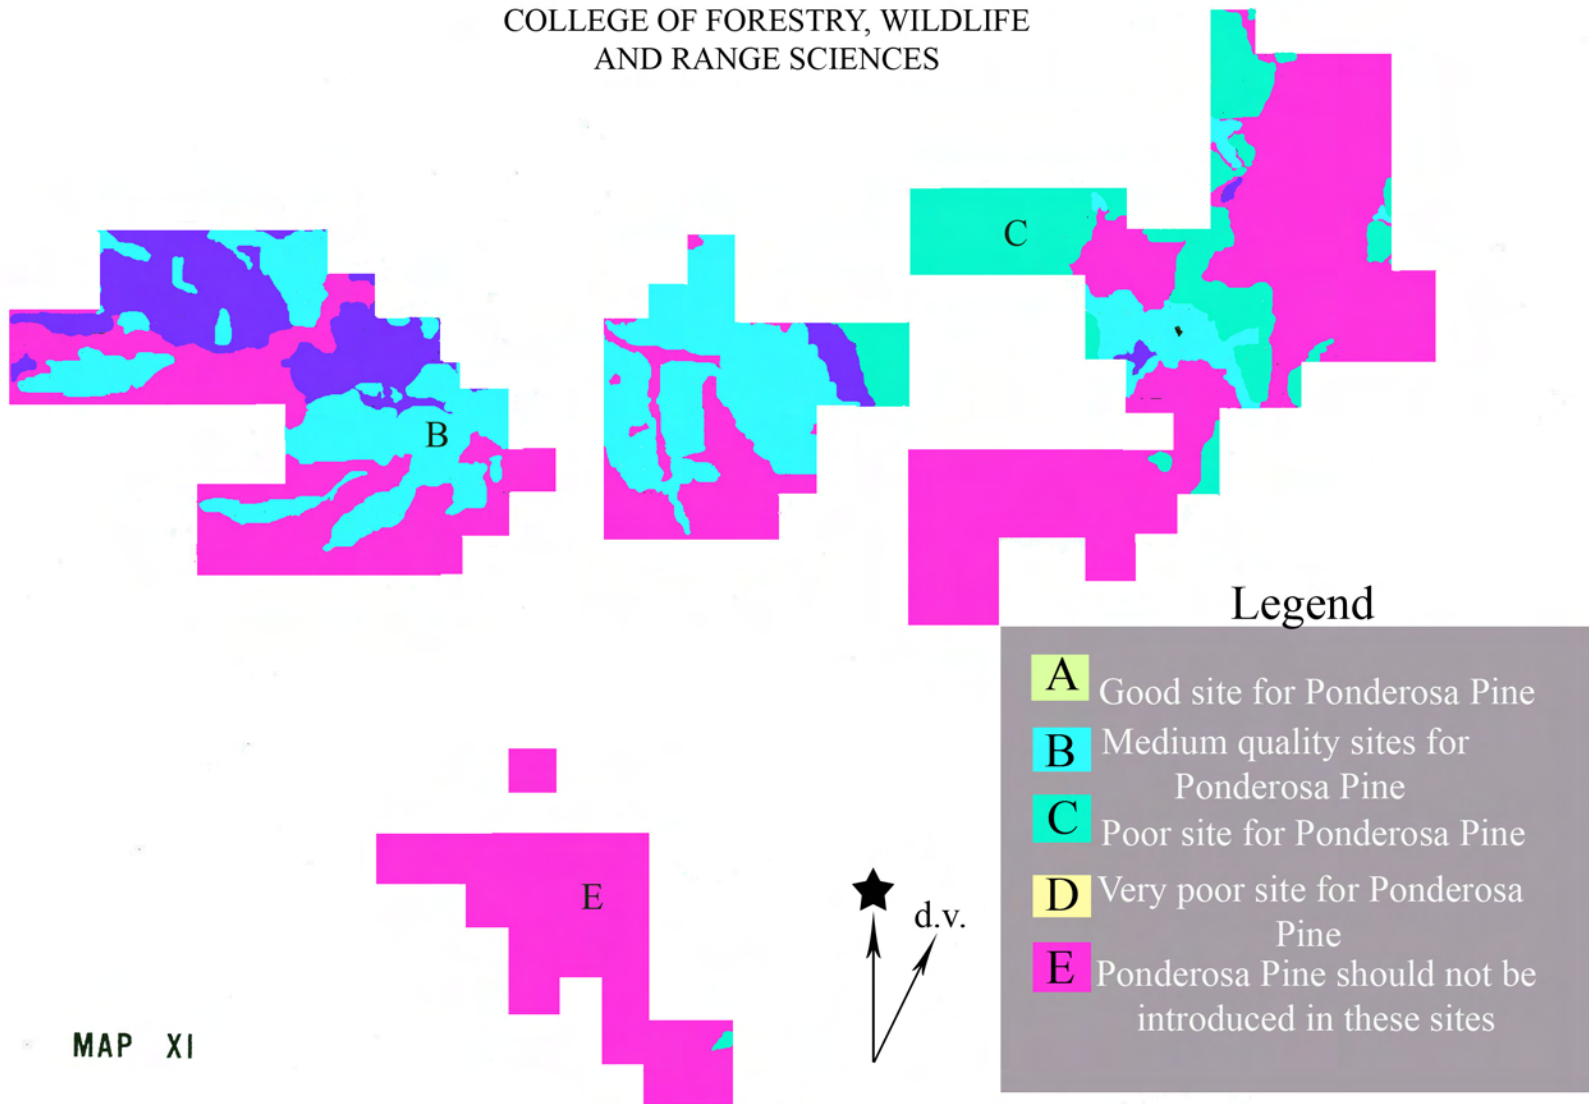 COLLEGE OF FORESTRY, WILDLIFE
AND RANGE SCIENCES
C
B
E
Legend
A Good site for Ponderosa Pine
B Medium quality sites for
Ponderosa Pine
C Poor site for Ponderosa Pine
D Very poor site for Ponderosa
Pine
E Ponderosa Pine should not be
introduced in these sites
d.v.
MAP XI